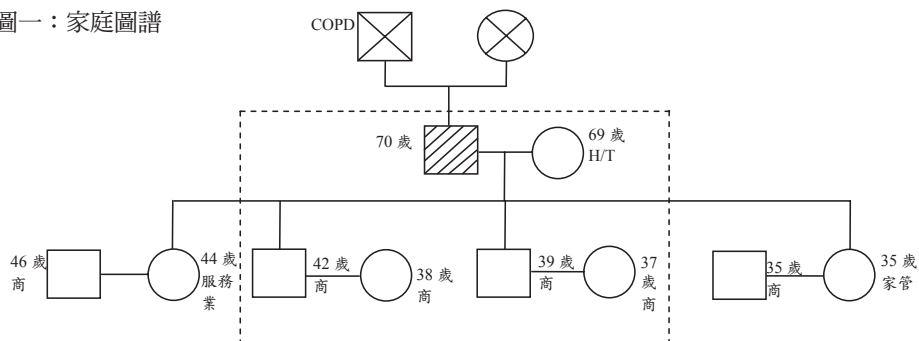 圖一：家庭圖譜
COPD
70 歲
69 歲
H/T
46 歲
商
44 歲
服務
業
42 歲
商
38 歲
商
39 歲
商
37
歲
商
35 歲
商
35 歲
家管